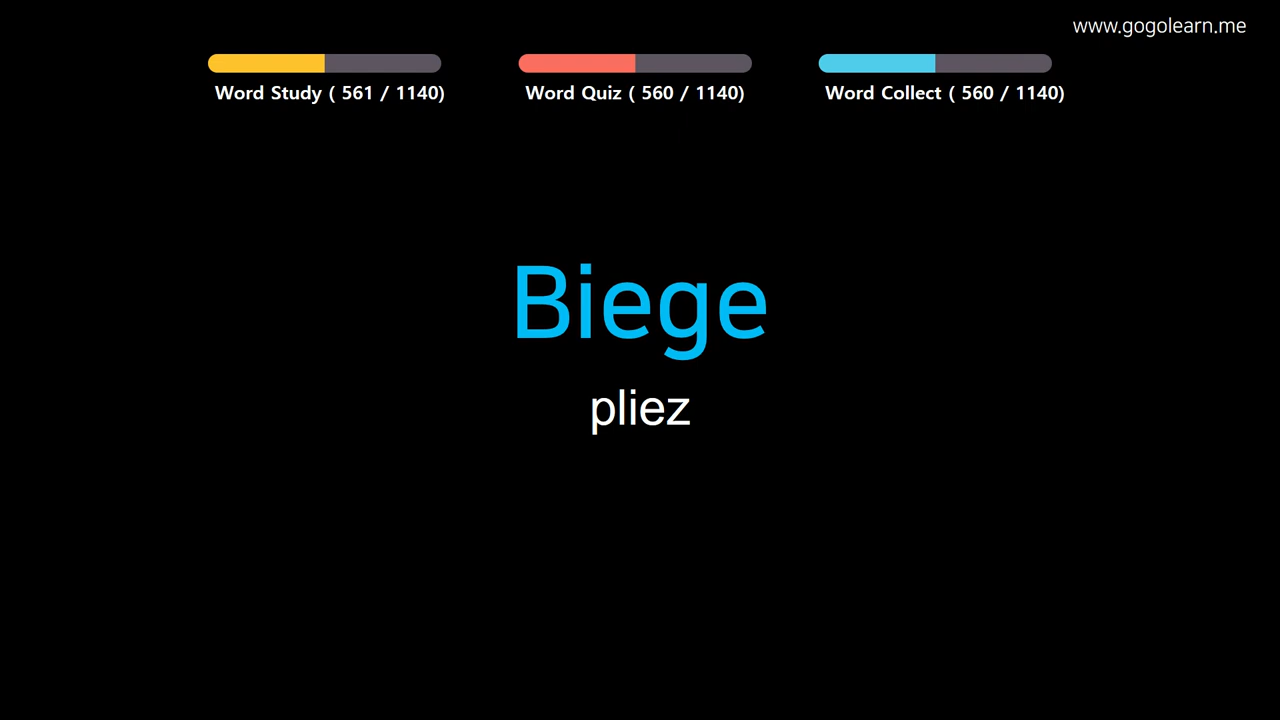 www.gogolearn.me
Word Study ( 561 / 1140)
Word Quiz ( 560 / 1140)
Word Collect ( 560 / 1140)
Biege
pliez